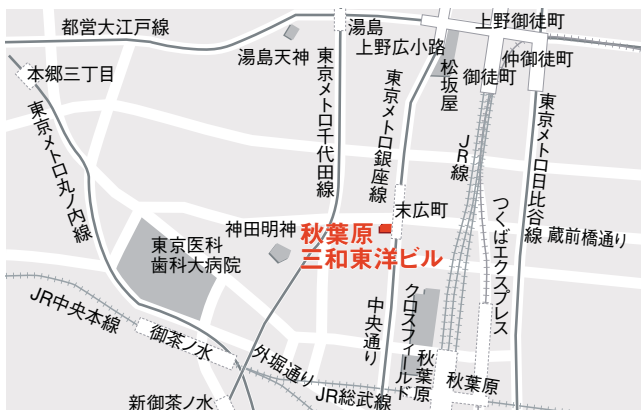 都営大江戸線
湯島
上野御徒町
湯島天神
上野広小路
仲御徒町
御徒町
松坂屋
本郷三丁目
東京メトロ丸ノ内線
東京メトロ千代田線
東京メトロ銀座線
JR線
東京メトロ日比谷線
つくばエクスプレス
末広町
蔵前橋通り
神田明神
秋葉原
三和東洋ビル
東京医科
歯科大病院
中央通り
クロスフィールド
秋葉原
秋葉原
JR中央本線
御茶ノ水
外堀通り
JR総武線
新御茶ノ水